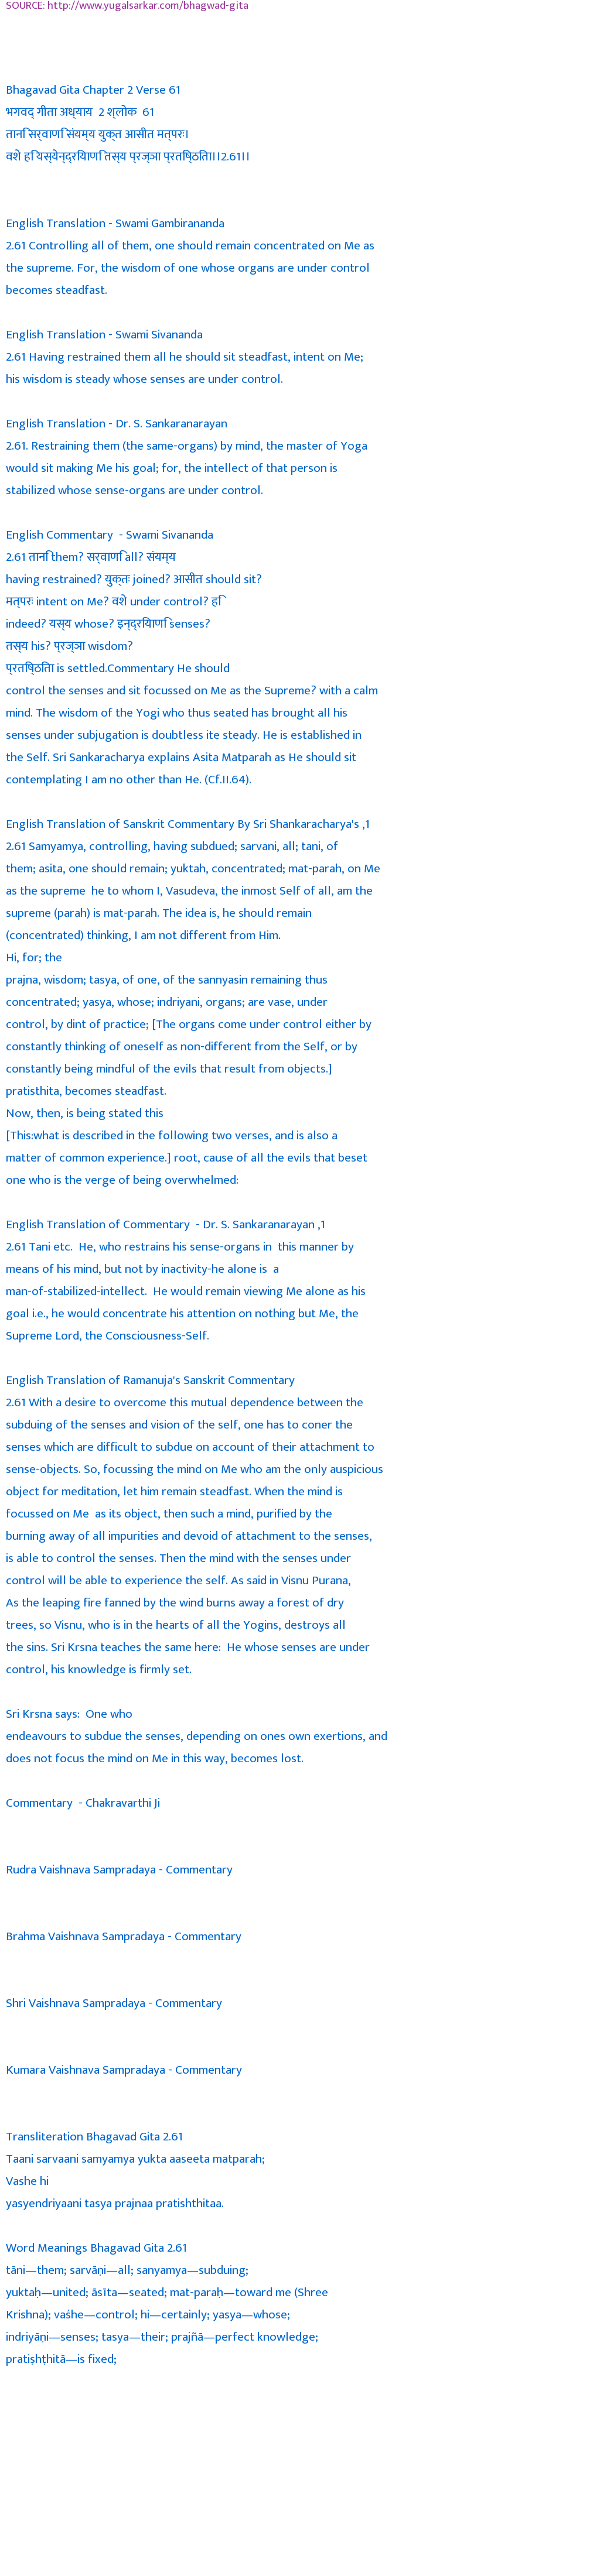 SOURCE: http://www.yugalsarkar.com/bhagwad-gita
Bhagavad Gita Chapter 2 Verse 61
भगवद् गीता अध्याय 2 श्लोक 61
तानि सर्वाणि संयम्य युक्त आसीत मत्परः।
वशे हि यस्येन्द्रियाणि तस्य प्रज्ञा प्रतिष्ठिता।।2.61।।
English Translation - Swami Gambirananda
2.61 Controlling all of them, one should remain concentrated on Me as
the supreme. For, the wisdom of one whose organs are under control
becomes steadfast.
English Translation - Swami Sivananda
2.61 Having restrained them all he should sit steadfast, intent on Me;
his wisdom is steady whose senses are under control.
English Translation - Dr. S. Sankaranarayan
2.61. Restraining them (the same-organs) by mind, the master of Yoga
would sit making Me his goal; for, the intellect of that person is
stabilized whose sense-organs are under control.
English Commentary - Swami Sivananda
2.61 तानि them? सर्वाणि all? संयम्य
having restrained? युक्तः joined? आसीत should sit?
मत्परः intent on Me? वशे under control? हि
indeed? यस्य whose? इन्द्रियाणि senses?
तस्य his? प्रज्ञा wisdom?
प्रतिष्ठिता is settled.Commentary He should
control the senses and sit focussed on Me as the Supreme? with a calm
mind. The wisdom of the Yogi who thus seated has brought all his
senses under subjugation is doubtless ite steady. He is established in
the Self. Sri Sankaracharya explains Asita Matparah as He should sit
contemplating I am no other than He. (Cf.II.64).
English Translation of Sanskrit Commentary By Sri Shankaracharya's ,1
2.61 Samyamya, controlling, having subdued; sarvani, all; tani, of
them; asita, one should remain; yuktah, concentrated; mat-parah, on Me
as the supreme he to whom I, Vasudeva, the inmost Self of all, am the
supreme (parah) is mat-parah. The idea is, he should remain
(concentrated) thinking, I am not different from Him.
Hi, for; the
prajna, wisdom; tasya, of one, of the sannyasin remaining thus
concentrated; yasya, whose; indriyani, organs; are vase, under
control, by dint of practice; [The organs come under control either by
constantly thinking of oneself as non-different from the Self, or by
constantly being mindful of the evils that result from objects.]
pratisthita, becomes steadfast.
Now, then, is being stated this
[This:what is described in the following two verses, and is also a
matter of common experience.] root, cause of all the evils that beset
one who is the verge of being overwhelmed:
English Translation of Commentary - Dr. S. Sankaranarayan ,1
2.61 Tani etc. He, who restrains his sense-organs in this manner by
means of his mind, but not by inactivity-he alone is a
man-of-stabilized-intellect. He would remain viewing Me alone as his
goal i.e., he would concentrate his attention on nothing but Me, the
Supreme Lord, the Consciousness-Self.
English Translation of Ramanuja's Sanskrit Commentary
2.61 With a desire to overcome this mutual dependence between the
subduing of the senses and vision of the self, one has to coner the
senses which are difficult to subdue on account of their attachment to
sense-objects. So, focussing the mind on Me who am the only auspicious
object for meditation, let him remain steadfast. When the mind is
focussed on Me as its object, then such a mind, purified by the
burning away of all impurities and devoid of attachment to the senses,
is able to control the senses. Then the mind with the senses under
control will be able to experience the self. As said in Visnu Purana,
As the leaping fire fanned by the wind burns away a forest of dry
trees, so Visnu, who is in the hearts of all the Yogins, destroys all
the sins. Sri Krsna teaches the same here: He whose senses are under
control, his knowledge is firmly set.
Sri Krsna says: One who
endeavours to subdue the senses, depending on ones own exertions, and
does not focus the mind on Me in this way, becomes lost.
Commentary - Chakravarthi Ji
Rudra Vaishnava Sampradaya - Commentary
Brahma Vaishnava Sampradaya - Commentary
Shri Vaishnava Sampradaya - Commentary
Kumara Vaishnava Sampradaya - Commentary
Transliteration Bhagavad Gita 2.61
Taani sarvaani samyamya yukta aaseeta matparah;
Vashe hi
yasyendriyaani tasya prajnaa pratishthitaa.
Word Meanings Bhagavad Gita 2.61
tāni—them; sarvāṇi—all; sanyamya—subduing;
yuktaḥ—united; āsīta—seated; mat-paraḥ—toward me (Shree
Krishna); vaśhe—control; hi—certainly; yasya—whose;
indriyāṇi—senses; tasya—their; prajñā—perfect knowledge;
pratiṣhṭhitā—is fixed;